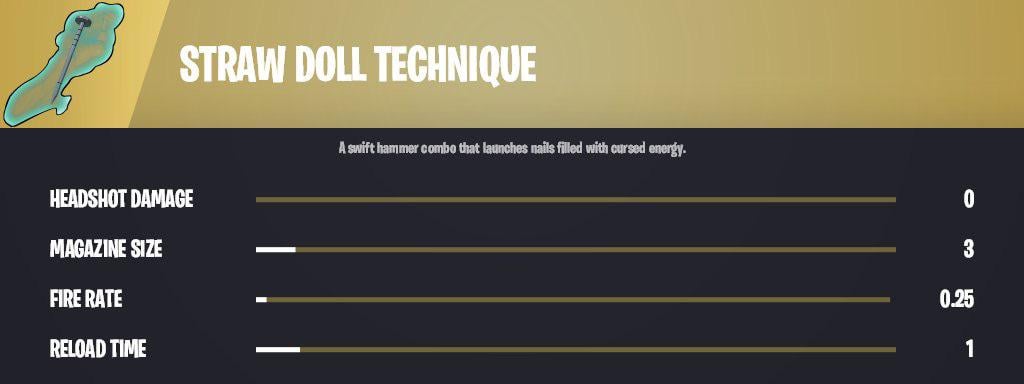 STRAW DOLL TECHNIQUE
A swift hammer combo that launches nails filled with cursed energy.
HEADSHOT DAMAGE 0
MAGAZINE SIZE 3
FIRE RATE 0.25
RELOAD TIME 1